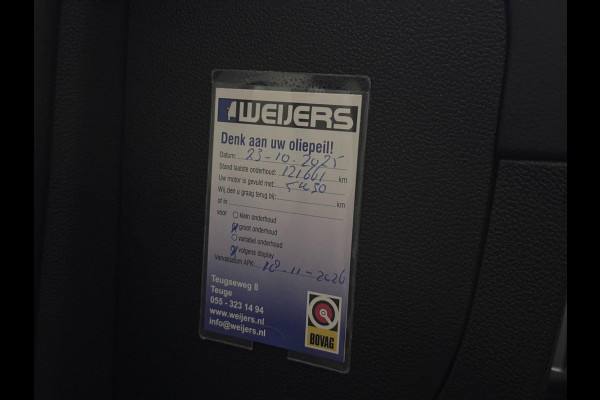 WEIJERS
Denk aan uw oliepeil!
Datum: 23-10-2025
Stand laatste onderhoud: 121661 km
Uw motor is gevuld met: 5W30
Wij zien u graag terug bij: km
of in
voor klein onderhoud
groot onderhoud
variabel onderhoud
volgens display
Vervaldatum APK: 18-11-2026
Teugseweg 8
Teuge
055 - 323 14 94
www.weijers.nl
info@weijers.nl
BOVAG